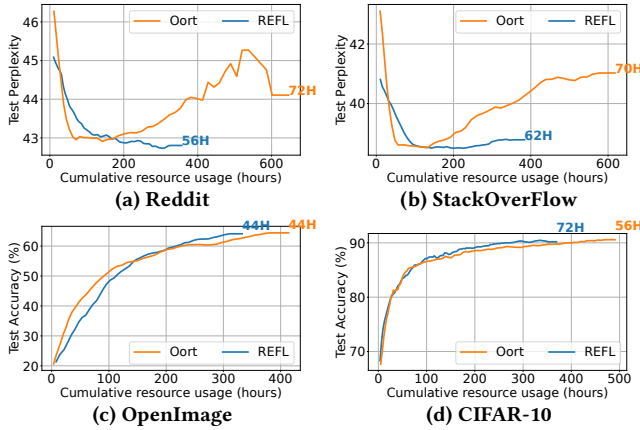 46
45
44
43
Test Perplexity
Oort REFL
72H
56H
0 200 400 600
Cumulative resource usage (hours)
(a) Reddit
42
40
Test Perplexity
Oort REFL
70H
62H
0 200 400 600
Cumulative resource usage (hours)
(b) StackOverFlow
60
50
40
30
20
Test Accuracy (%)
44H 44H
Oort REFL
0 100 200 300 400
Cumulative resource usage (hours)
(c) OpenImage
90
80
70
Test Accuracy (%)
72H 56H
Oort REFL
0 100 200 300 400 500
Cumulative resource usage (hours)
(d) CIFAR-10